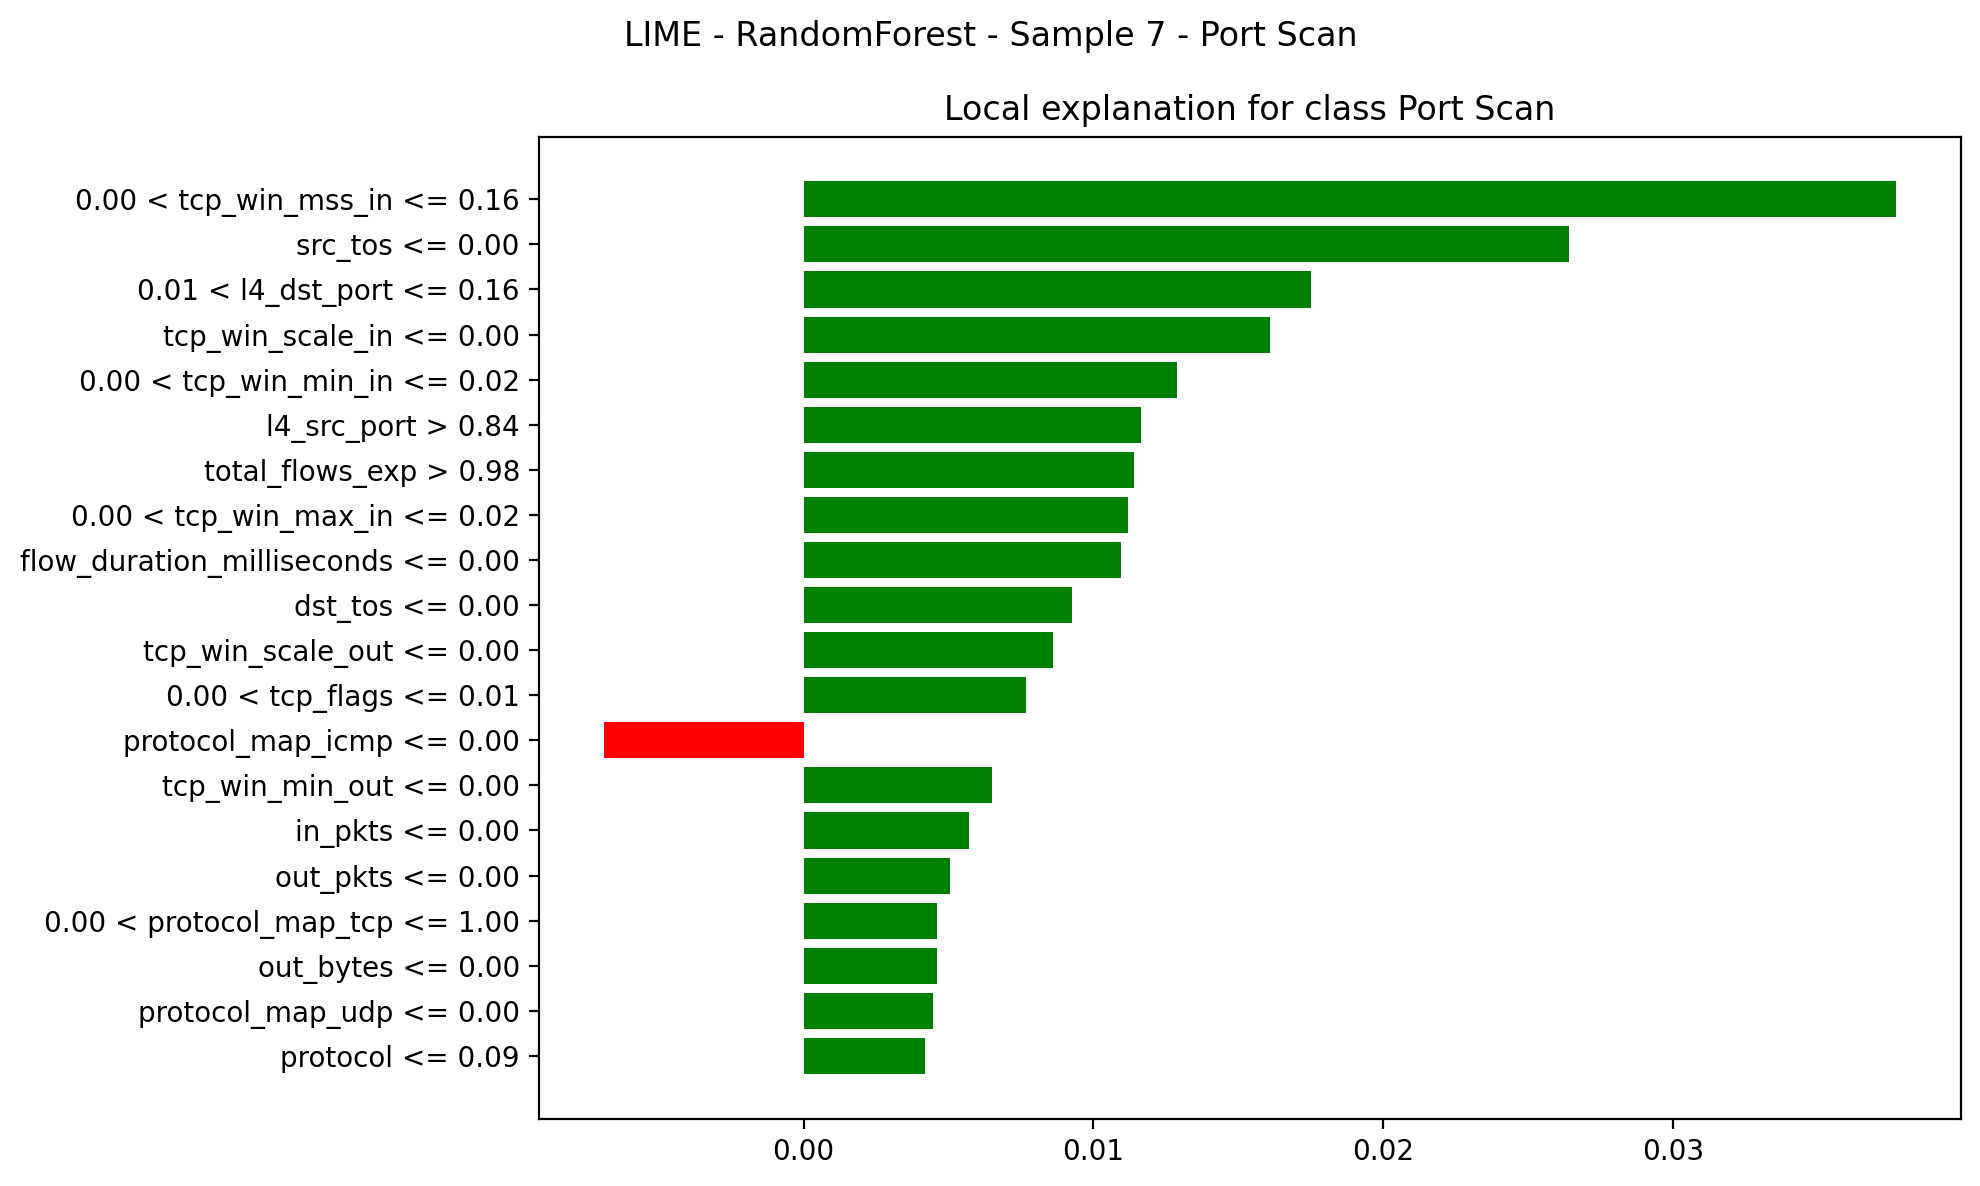 LIME - RandomForest - Sample 7 - Port Scan
Local explanation for class Port Scan
0.00 < tcp_win_mss_in <= 0.16
src_tos <= 0.00
0.01 < l4_dst_port <= 0.16
tcp_win_scale_in <= 0.00
0.00 < tcp_win_min_in <= 0.02
l4_src_port > 0.84
total_flows_exp > 0.98
0.00 < tcp_win_max_in <= 0.02
flow_duration_milliseconds <= 0.00
dst_tos <= 0.00
tcp_win_scale_out <= 0.00
0.00 < tcp_flags <= 0.01
protocol_map_icmp <= 0.00
tcp_win_min_out <= 0.00
in_pkts <= 0.00
out_pkts <= 0.00
0.00 < protocol_map_tcp <= 1.00
out_bytes <= 0.00
protocol_map_udp <= 0.00
protocol <= 0.09
0.00 0.01 0.02 0.03